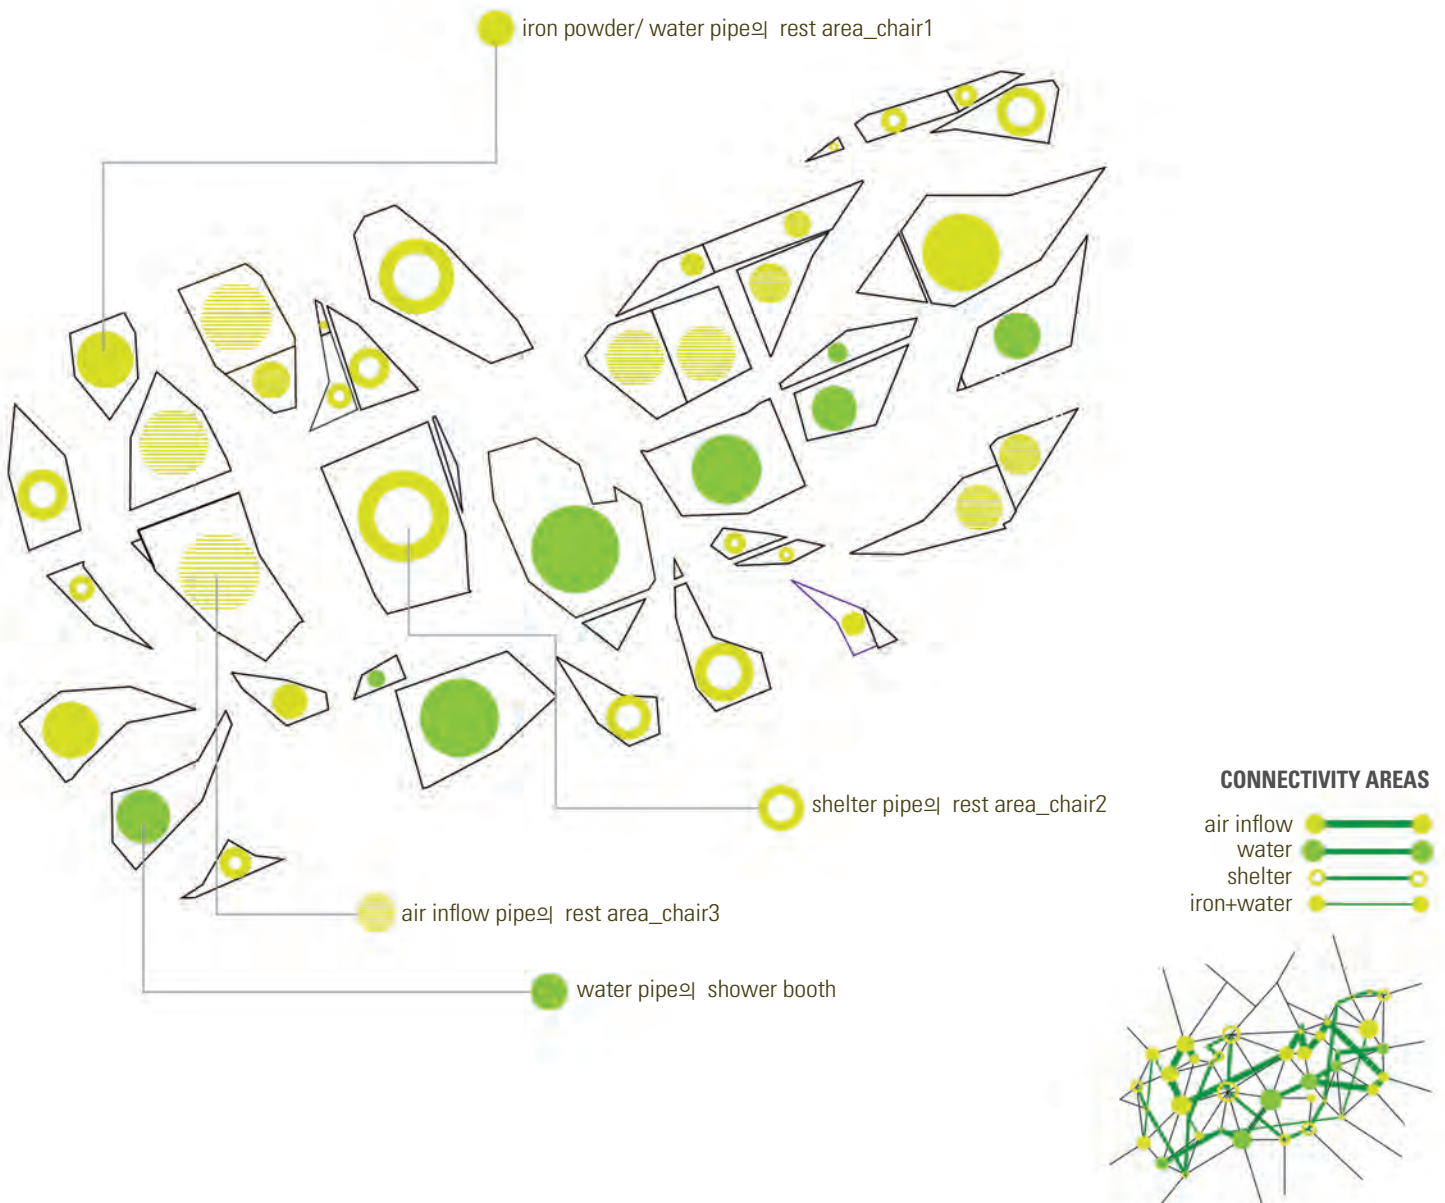 iron powder/ water pipe의 rest area_chair1
shelter pipe의 rest area_chair2
air inflow pipe의 rest area_chair3
water pipe의 shower booth
CONNECTIVITY AREAS
air inflow
water
shelter
iron+water